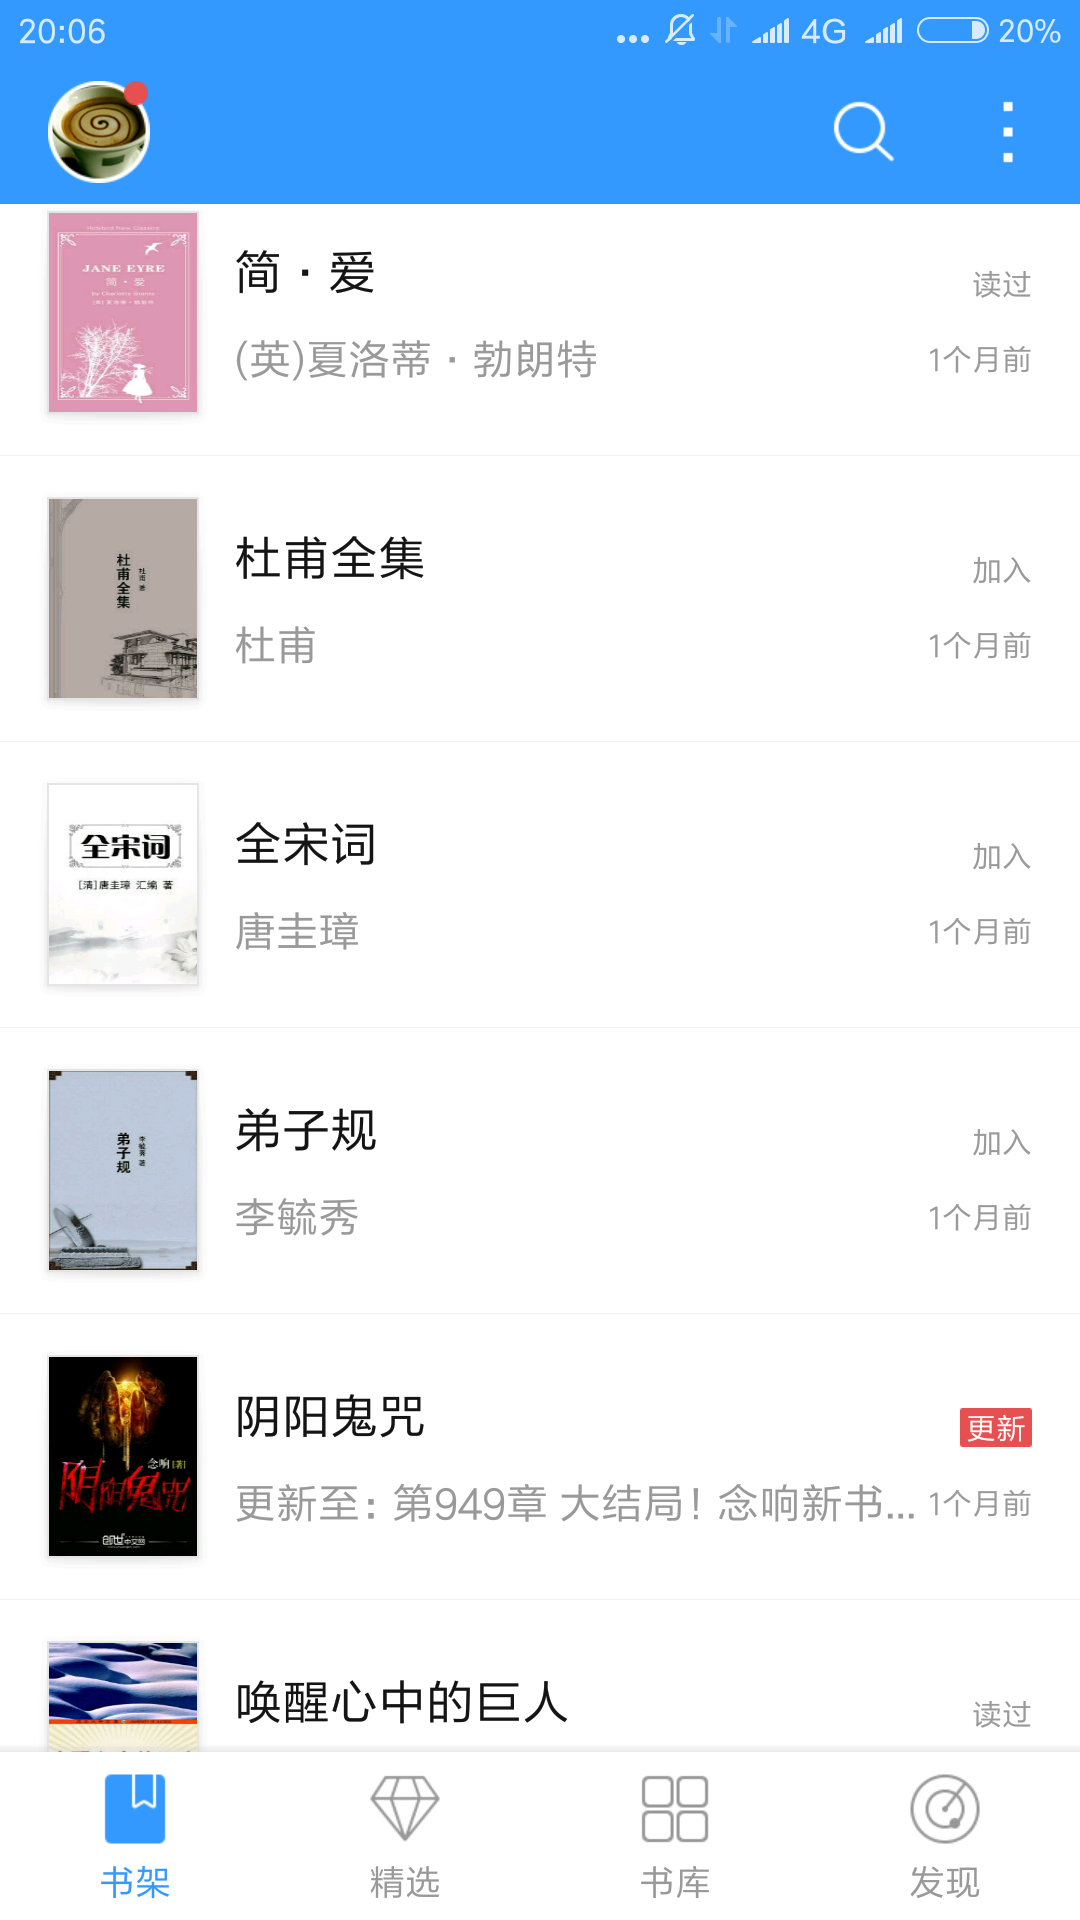 20:06
... 4G 20%
JANE EYRE
简·爱
简·爱
读过
(英)夏洛蒂·勃朗特
1个月前
杜甫全集
杜甫 著
杜甫全集
加入
杜甫
1个月前
全宋词
[清]唐圭璋 汇编 著
全宋词
加入
唐圭璋
1个月前
弟子规
李毓秀 著
弟子规
加入
李毓秀
1个月前
念响[著]
阴阳鬼咒
创世中文网
阴阳鬼咒
更新
更新至：第949章 大结局！念响新书...
1个月前
唤醒心中的巨人
读过
书架
精选
书库
发现